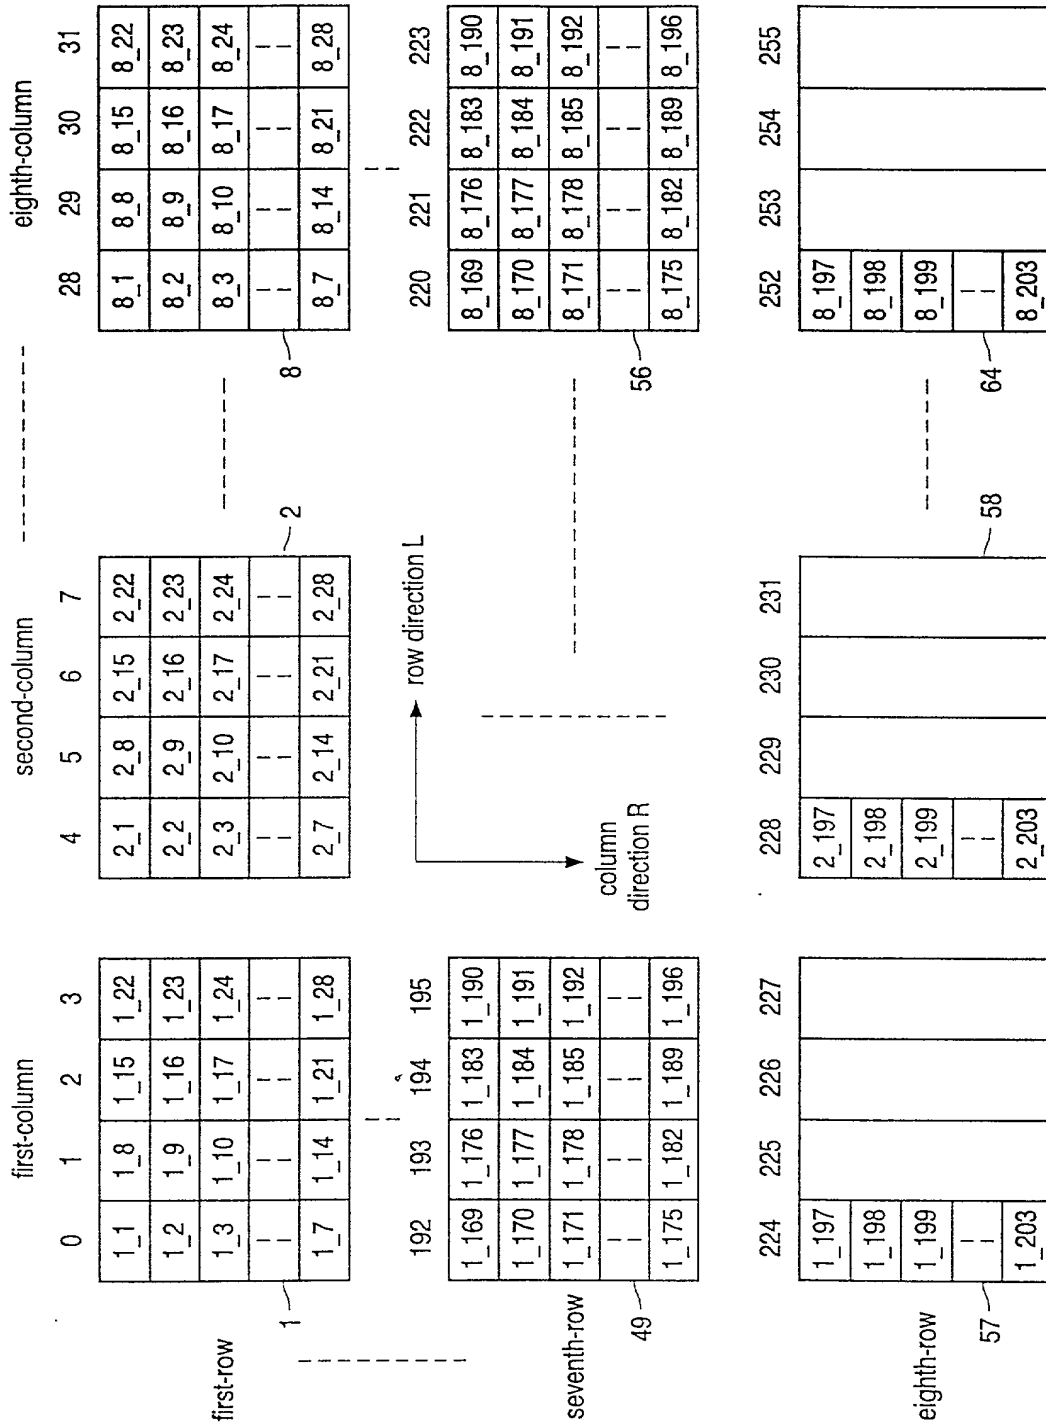 first-column second-column eighth-column
0 1 2 3 4 5 6 7 28 29 30 31
first-row
1_1 1_8 1_15 1_22 2_1 2_8 2_15 2_22 8_1 8_8 8_15 8_22
1_2 1_9 1_16 1_23 2_2 2_9 2_16 2_23 8_2 8_9 8_16 8_23
1_3 1_10 1_17 1_24 2_3 2_10 2_17 2_24 8_3 8_10 8_17 8_24
1_7 1_14 1_21 1_28 2_7 2_14 2_21 2_28 8_7 8_14 8_21 8_28
1 2 8
row direction L
column
direction R
192 193 194 195 220 221 222 223
seventh-row
1_169 1_176 1_183 1_190 8_169 8_176 8_183 8_190
1_170 1_177 1_184 1_191 8_170 8_177 8_184 8_191
1_171 1_178 1_185 1_192 8_171 8_178 8_185 8_192
1_175 1_182 1_189 1_196 8_175 8_182 8_189 8_196
49 56
224 225 226 227 228 229 230 231 252 253 254 255
eighth-row
1_197 2_197 8_197
1_198 2_198 8_198
1_199 2_199 8_199
1_203 2_203 8_203
57 58 64